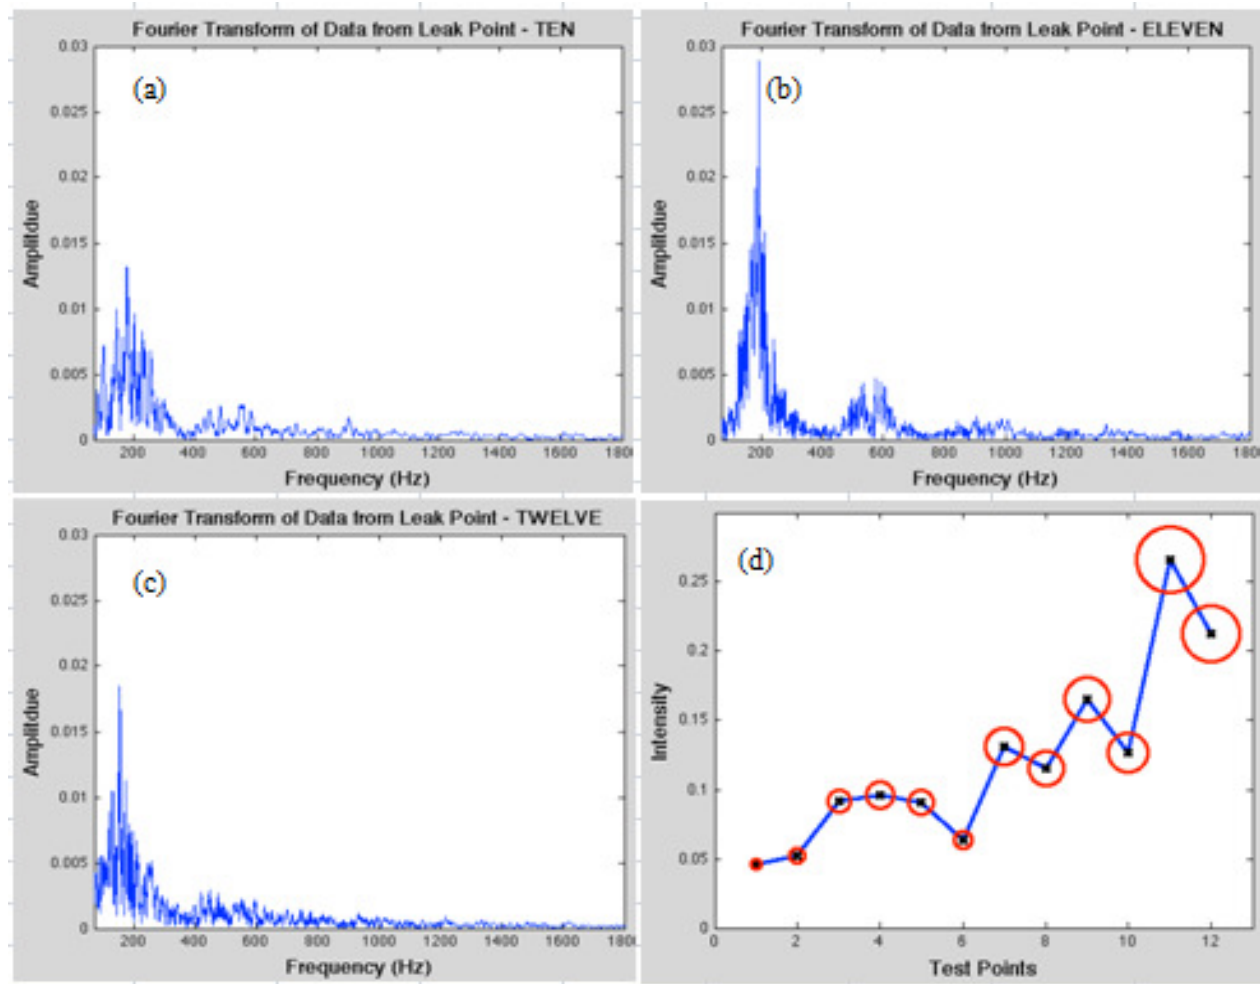 Fourier Transform of Data from Leak Point - TEN
(a)
0.03
0.025
0.02
0.015
0.01
0.005
0
Amplitdue
200 400 600 800 1000 1200 1400 1600 180
Frequency (Hz)
Fourier Transform of Data from Leak Point - ELEVEN
(b)
0.03
0.025
0.02
0.015
0.01
0.005
0
Amplitdue
200 400 600 800 1000 1200 1400 1600 180
Frequency (Hz)
Fourier Transform of Data from Leak Point - TWELVE
(c)
0.03
0.025
0.02
0.015
0.01
0.005
0
Amplitdue
200 400 600 800 1000 1200 1400 1600 180
Frequency (Hz)
(d)
0.25
0.2
0.15
0.1
0.05
0
Intensity
0 2 4 6 8 10 12
Test Points